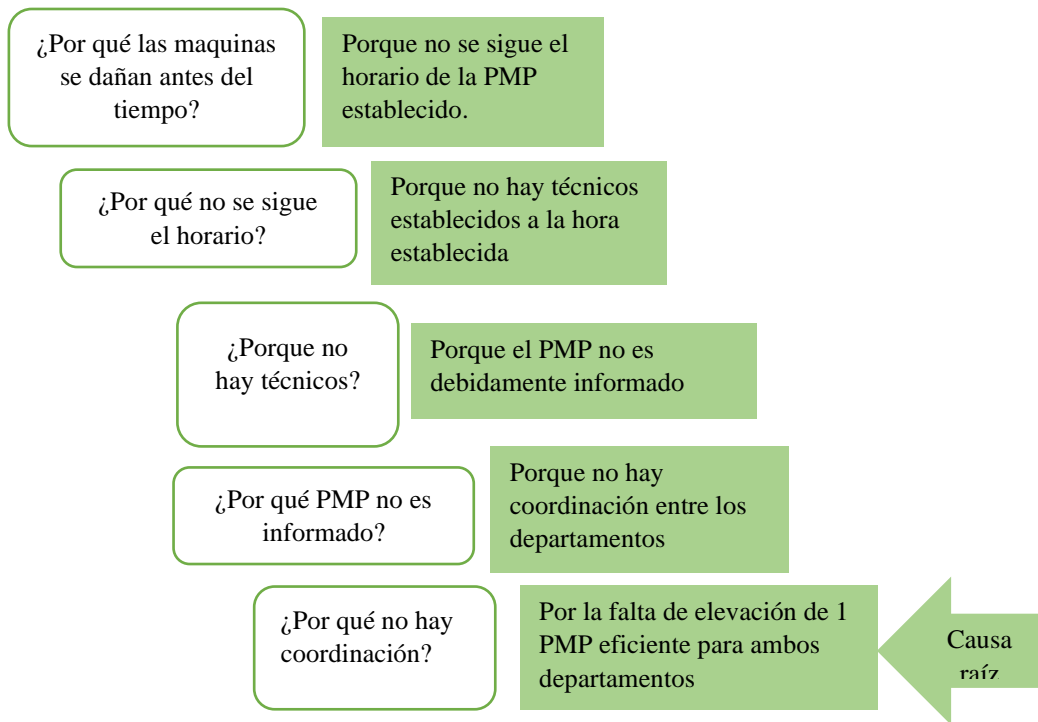 ¿Por qué las maquinas
se dañan antes del
tiempo?
Porque no se sigue el
horario de la PMP
establecido.
¿Por qué no se sigue
el horario?
Porque no hay técnicos
establecidos a la hora
establecida
¿Porque no
hay técnicos?
Porque el PMP no es
debidamente informado
¿Por qué PMP no es
informado?
Porque no hay
coordinación entre los
departamentos
¿Por qué no hay
coordinación?
Por la falta de elevación de 1
PMP eficiente para ambos
departamentos
Causa
raíz